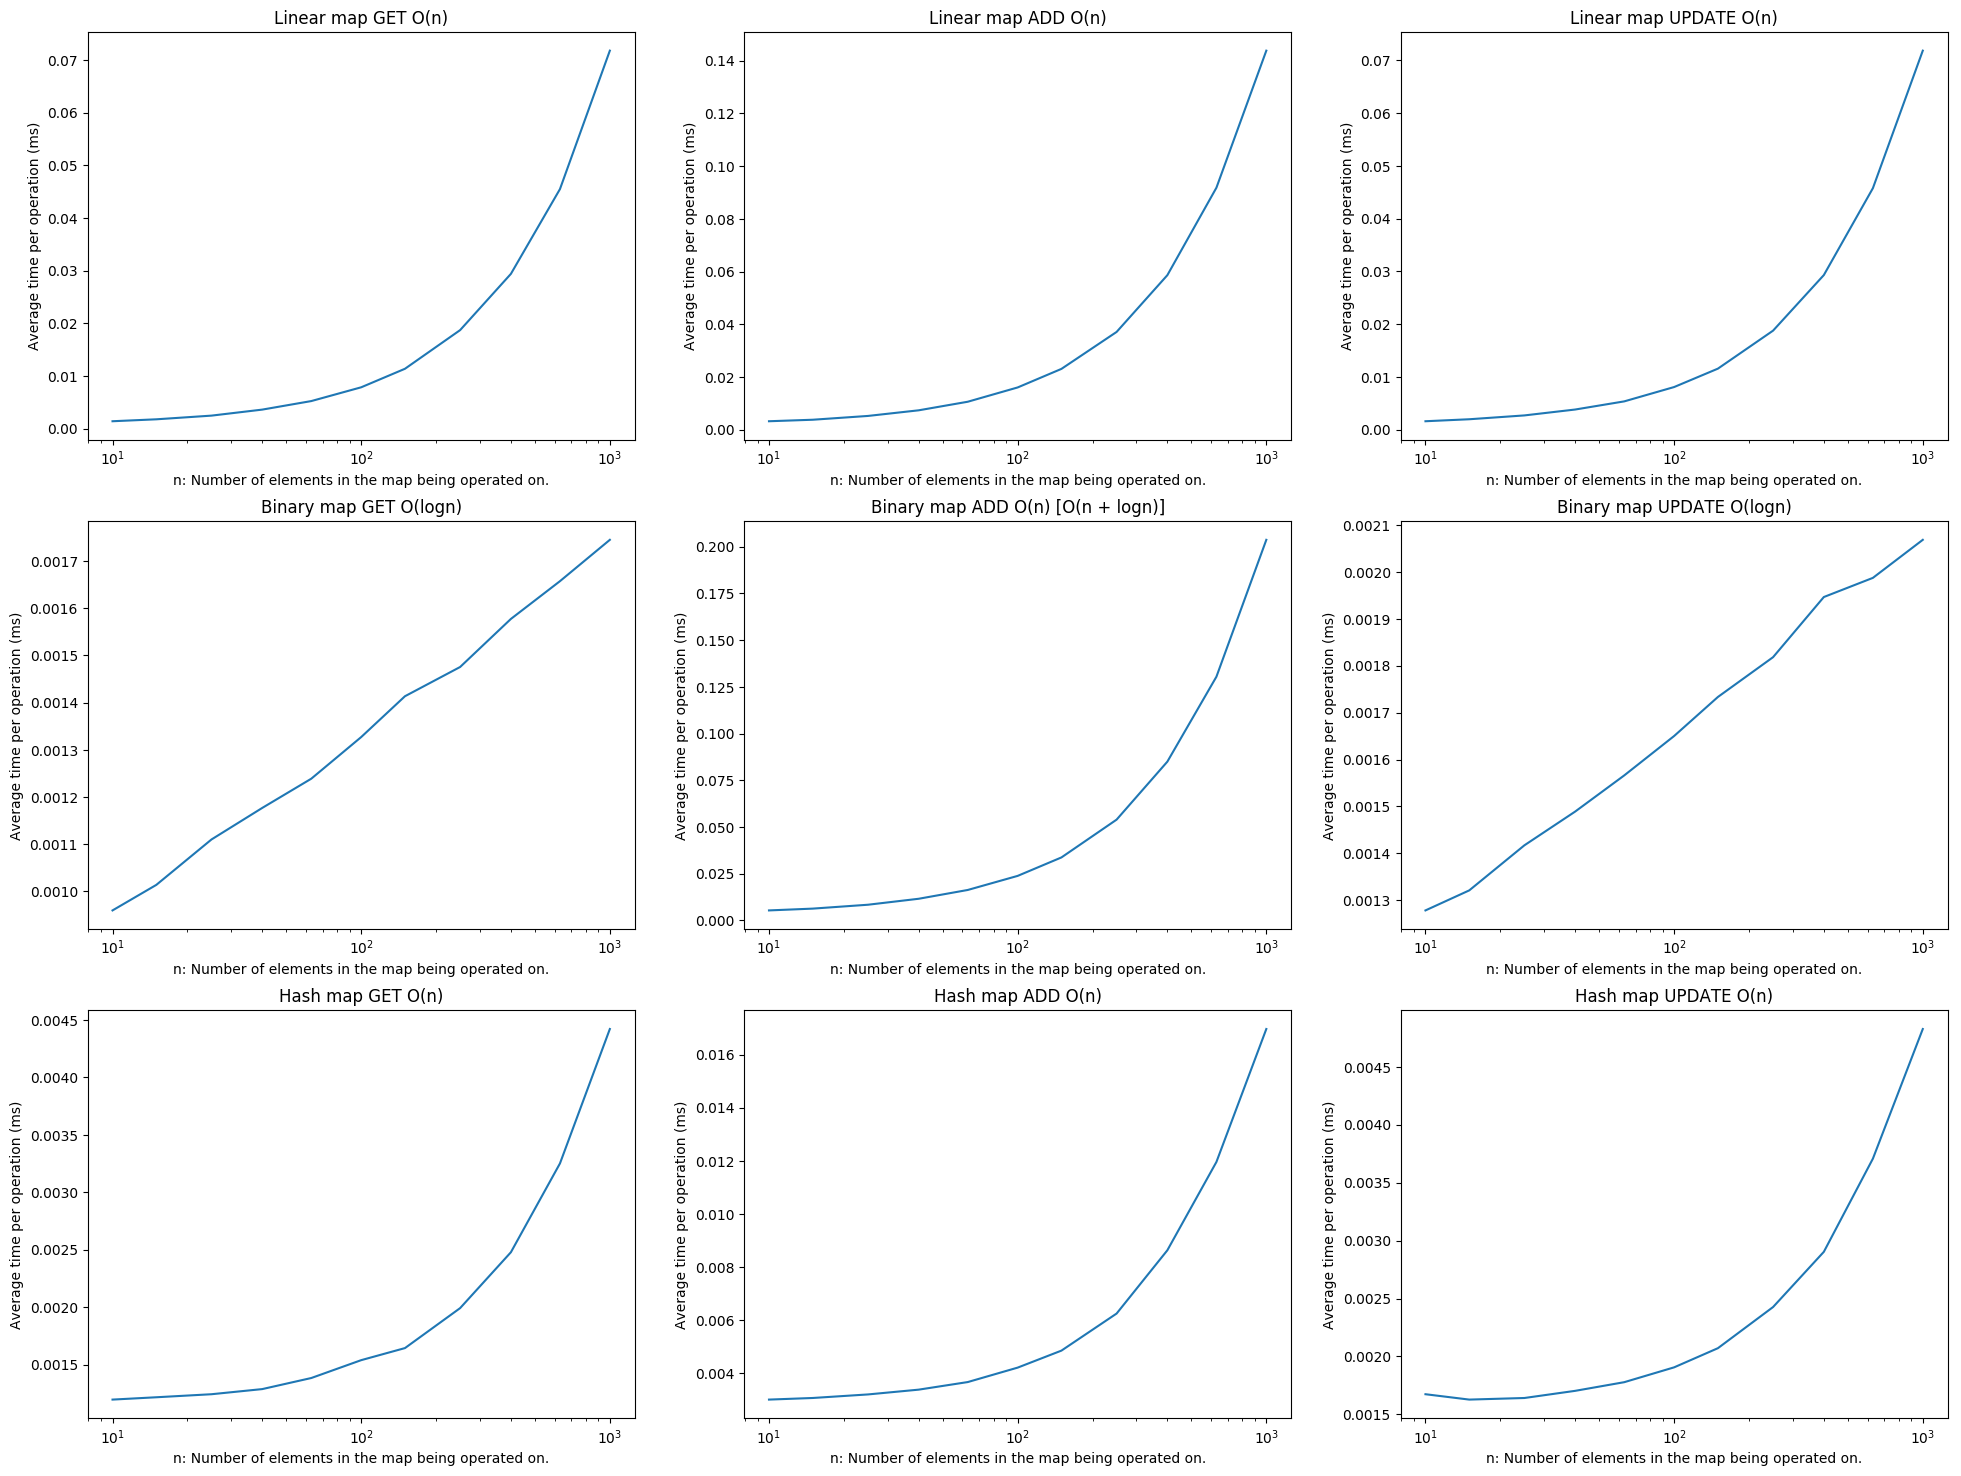 Linear map GET O(n)
Average time per operation (ms)
0.07
0.06
0.05
0.04
0.03
0.02
0.01
0.00
10¹ 10² 10³
n: Number of elements in the map being operated on.
Linear map ADD O(n)
Average time per operation (ms)
0.14
0.12
0.10
0.08
0.06
0.04
0.02
0.00
10¹ 10² 10³
n: Number of elements in the map being operated on.
Linear map UPDATE O(n)
Average time per operation (ms)
0.07
0.06
0.05
0.04
0.03
0.02
0.01
0.00
10¹ 10² 10³
n: Number of elements in the map being operated on.
Binary map GET O(logn)
Average time per operation (ms)
0.0017
0.0016
0.0015
0.0014
0.0013
0.0012
0.0011
0.0010
10¹ 10² 10³
n: Number of elements in the map being operated on.
Binary map ADD O(n) [O(n + logn)]
Average time per operation (ms)
0.200
0.175
0.150
0.125
0.100
0.075
0.050
0.025
0.000
10¹ 10² 10³
n: Number of elements in the map being operated on.
Binary map UPDATE O(logn)
Average time per operation (ms)
0.0021
0.0020
0.0019
0.0018
0.0017
0.0016
0.0015
0.0014
0.0013
10¹ 10² 10³
n: Number of elements in the map being operated on.
Hash map GET O(n)
Average time per operation (ms)
0.0045
0.0040
0.0035
0.0030
0.0025
0.0020
0.0015
10¹ 10² 10³
n: Number of elements in the map being operated on.
Hash map ADD O(n)
Average time per operation (ms)
0.016
0.014
0.012
0.010
0.008
0.006
0.004
10¹ 10² 10³
n: Number of elements in the map being operated on.
Hash map UPDATE O(n)
Average time per operation (ms)
0.0045
0.0040
0.0035
0.0030
0.0025
0.0020
0.0015
10¹ 10² 10³
n: Number of elements in the map being operated on.